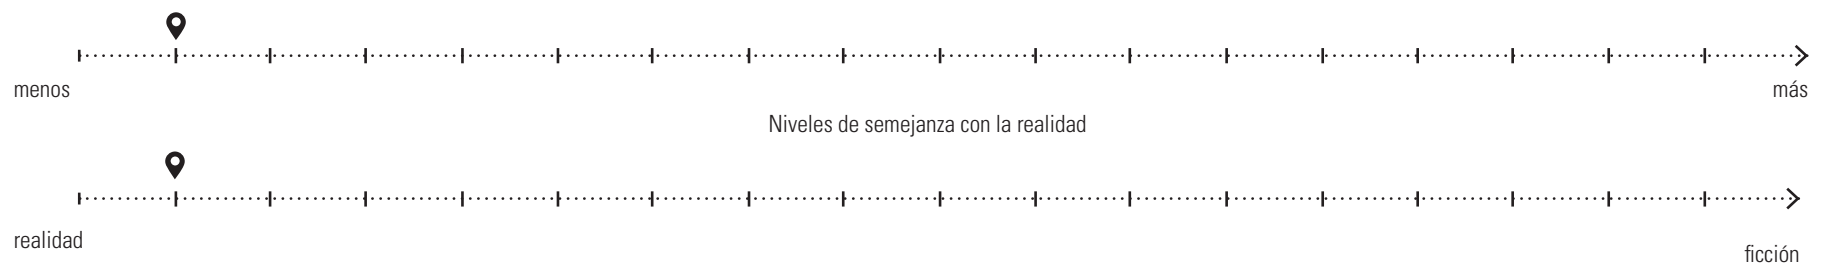 menos
más
Niveles de semejanza con la realidad
realidad
ficción